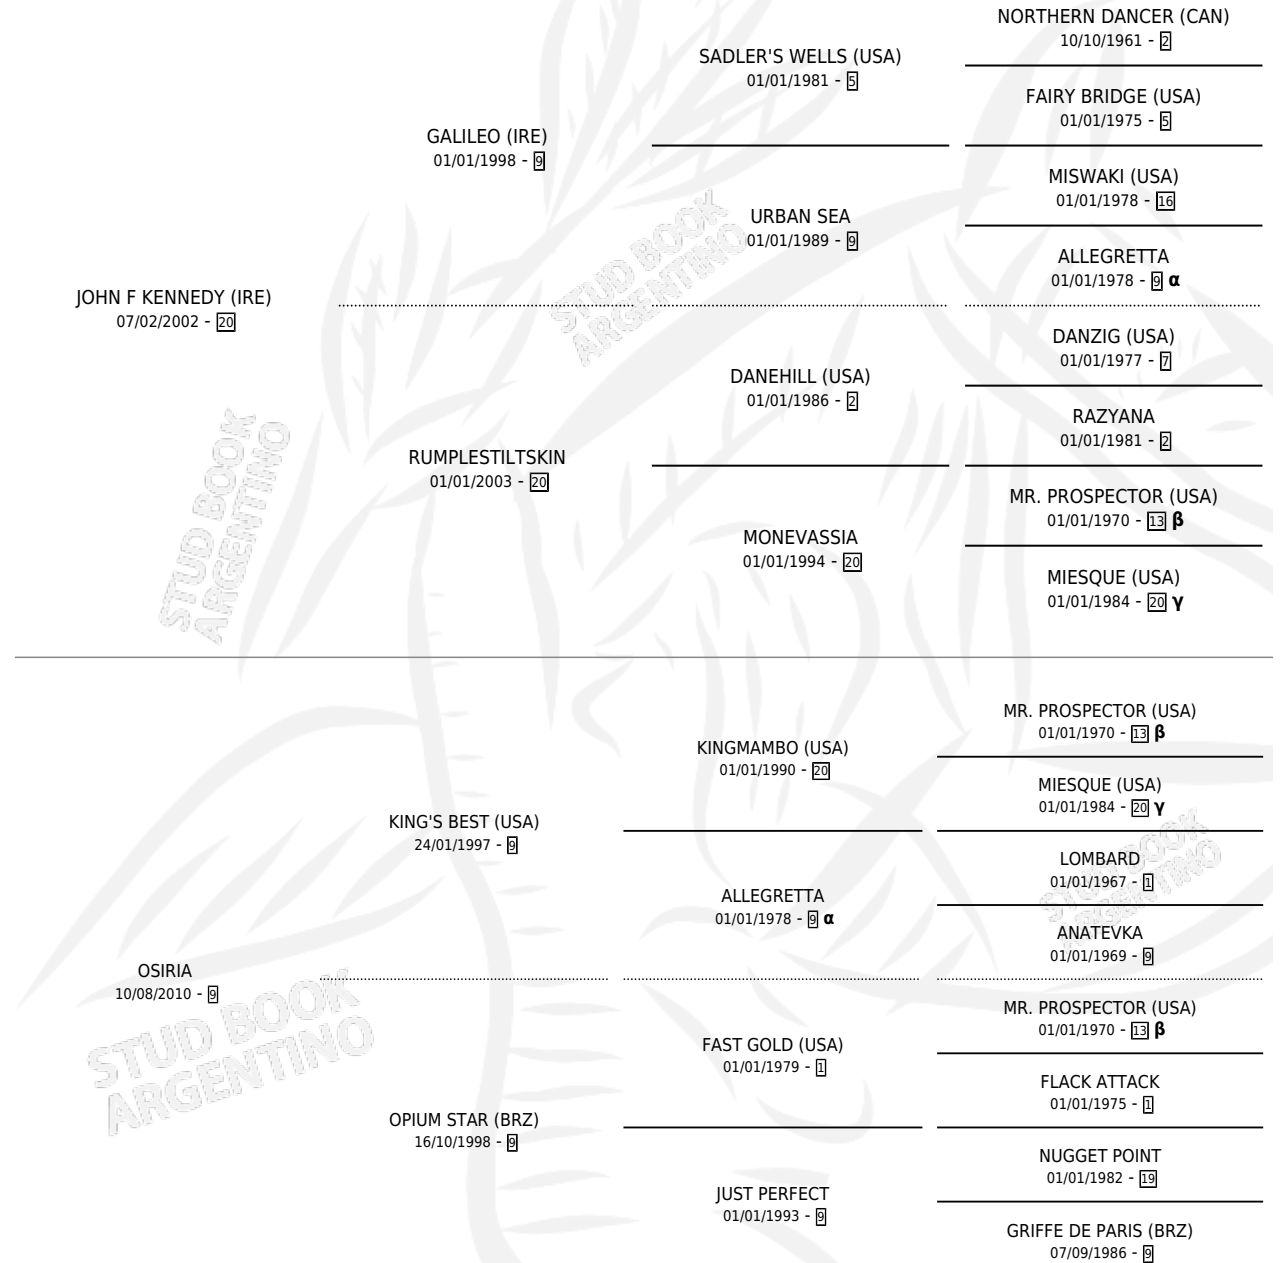 NORTHERN DANCER (CAN)
10/10/1961 - 2
SADLER'S WELLS (USA)
01/01/1981 - 5
FAIRY BRIDGE (USA)
01/01/1975 - 5
GALILEO (IRE)
01/01/1998 - 9
MISWAKI (USA)
01/01/1978 - 16
URBAN SEA
01/01/1989 - 9
ALLEGRETTA
01/01/1978 - 9 α
JOHN F KENNEDY (IRE)
07/02/2002 - 20
DANZIG (USA)
01/01/1977 - 7
DANEHILL (USA)
01/01/1986 - 2
RAZYANA
01/01/1981 - 2
RUMPLESTILTSKIN
01/01/2003 - 20
MR. PROSPECTOR (USA)
01/01/1970 - 13 β
MONEVASSIA
01/01/1994 - 20
MIESQUE (USA)
01/01/1984 - 20 γ
MR. PROSPECTOR (USA)
01/01/1970 - 13 β
KINGMAMBO (USA)
01/01/1990 - 20
MIESQUE (USA)
01/01/1984 - 20 γ
KING'S BEST (USA)
24/01/1997 - 9
LOMBARD
01/01/1967 - 1
ALLEGRETTA
01/01/1978 - 9 α
ANATEVKA
01/01/1969 - 9
OSIRIA
10/08/2010 - 9
MR. PROSPECTOR (USA)
01/01/1970 - 13 β
FAST GOLD (USA)
01/01/1979 - 1
FLACK ATTACK
01/01/1975 - 1
OPIUM STAR (BRZ)
16/10/1998 - 9
NUGGET POINT
01/01/1982 - 19
JUST PERFECT
01/01/1993 - 9
GRIFFE DE PARIS (BRZ)
07/09/1986 - 9
STUD BOOK
ARGENTINO
STUD BOOK
ARGENTINO
STUD BOOK
ARGENTINO
STUD BOOK
ARGENTINO